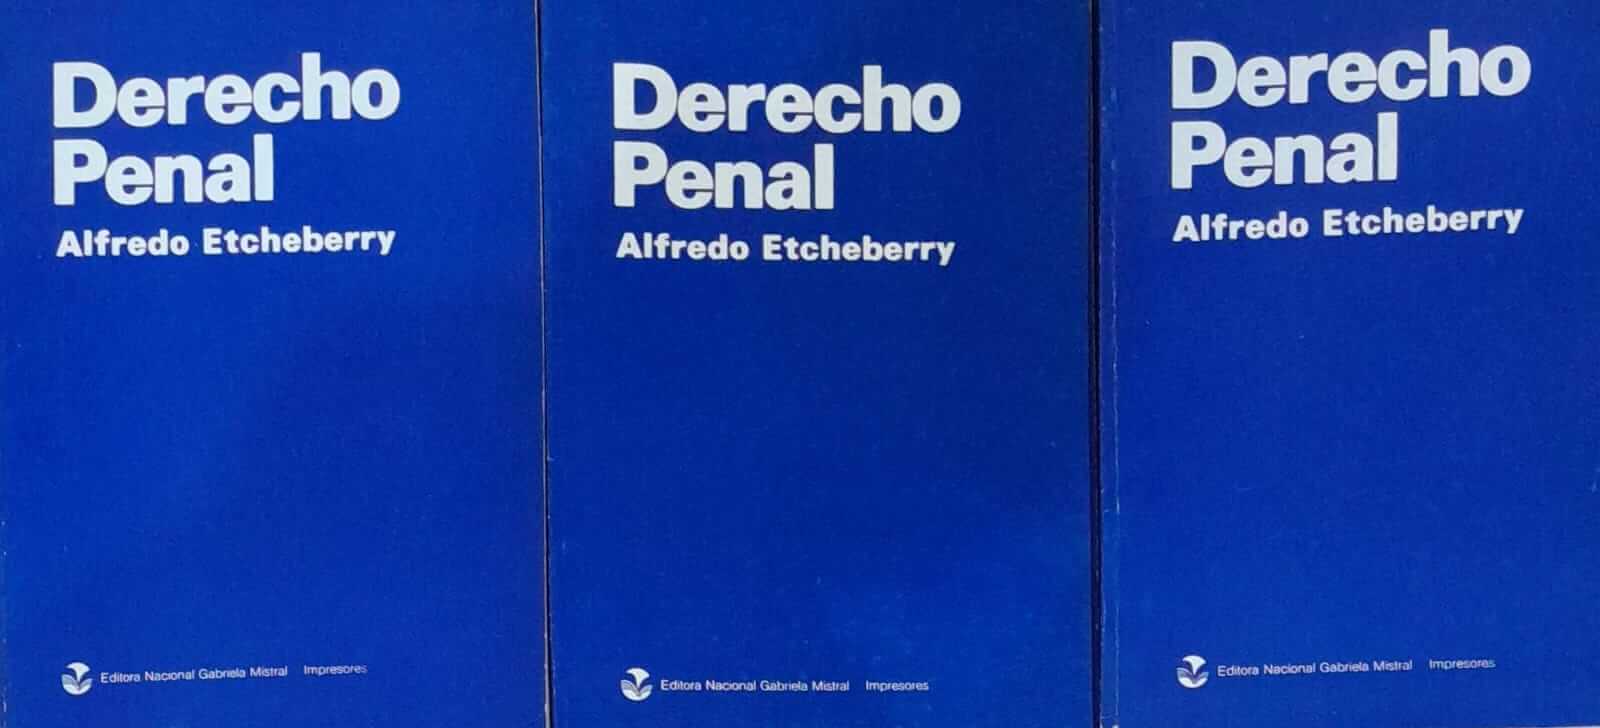 Derecho
Penal
Alfredo Etcheberry
Editora Nacional Gabriela Mistral Impresores
Derecho
Penal
Alfredo Etcheberry
Editora Nacional Gabriela Mistral Impresores
Derecho
Penal
Alfredo Etcheberry
Editora Nacional Gabriela Mistral Impresores